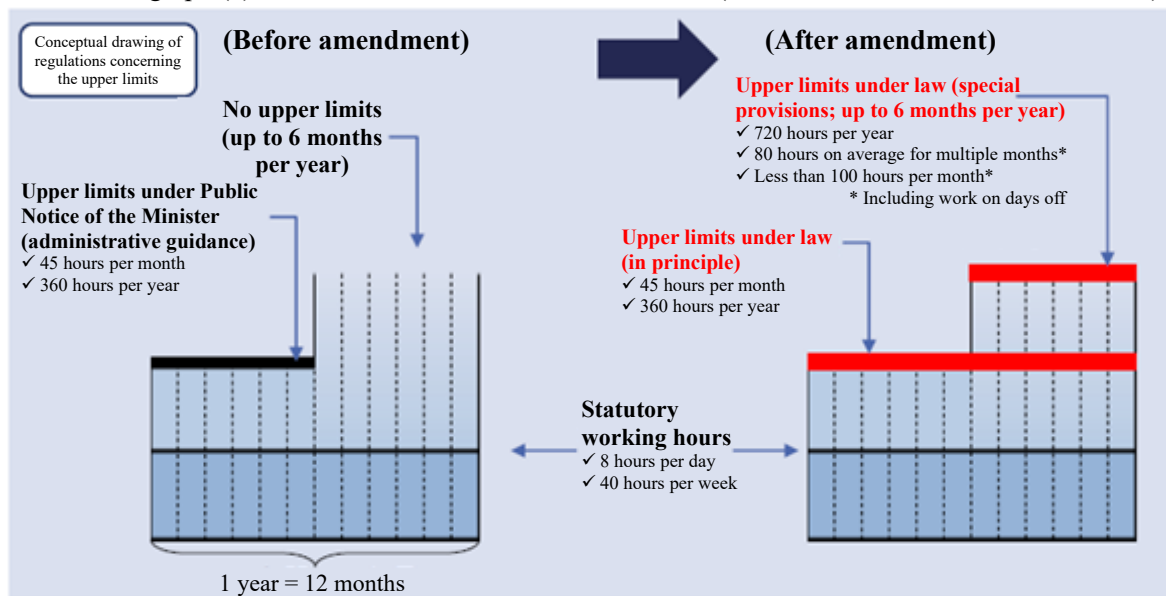 Conceptual drawing of
regulations concerning
the upper limits
(Before amendment)
No upper limits
(up to 6 months
per year)
Upper limits under Public
Notice of the Minister
(administrative guidance)
✓ 45 hours per month
✓ 360 hours per year
1 year = 12 months
Statutory
working hours
✓ 8 hours per day
✓ 40 hours per week
(After amendment)
Upper limits under law (special
provisions; up to 6 months per year)
✓ 720 hours per year
✓ 80 hours on average for multiple months*
✓ Less than 100 hours per month*
* Including work on days off
Upper limits under law
(in principle)
✓ 45 hours per month
✓ 360 hours per year